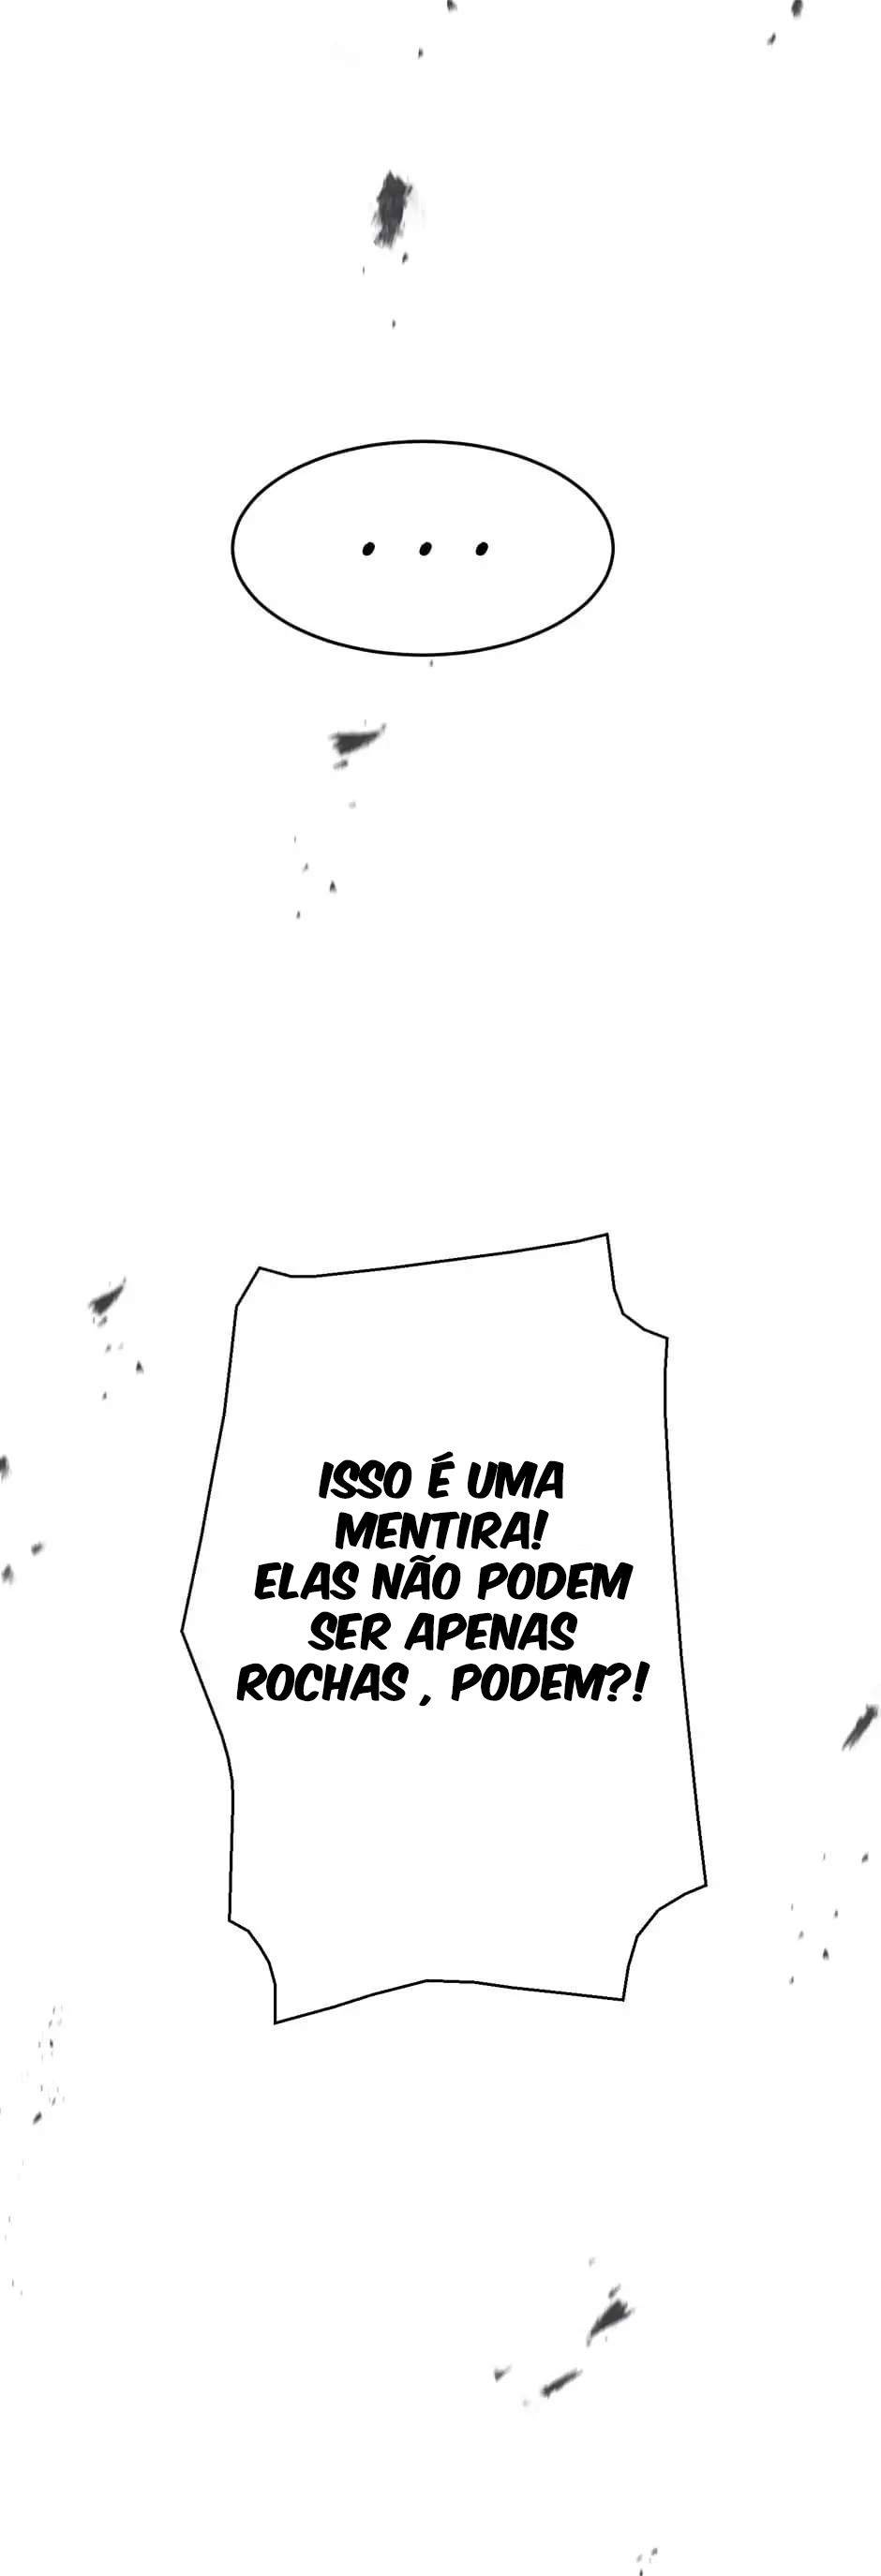 ...
ISSO É UMA
MENTIRA!
ELAS NÃO PODEM
SER APENAS
ROCHAS , PODEM?!